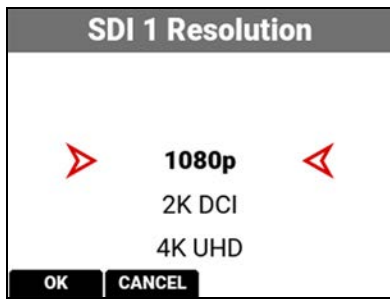 SDI 1 Resolution
1080p
2K DCI
4K UHD
OK CANCEL